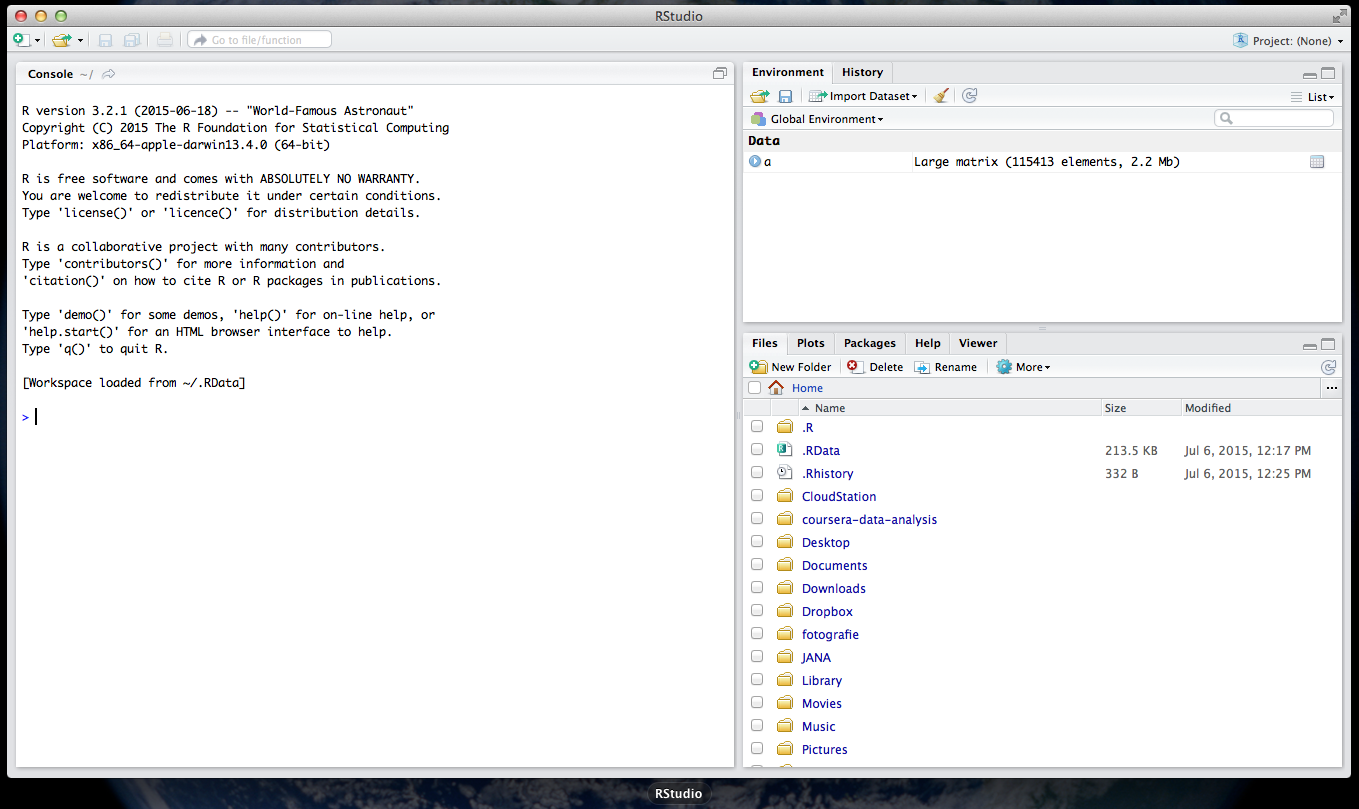 RStudio
Go to file/function
Project: (None)
Console ~/
R version 3.2.1 (2015-06-18) -- "World-Famous Astronaut"
Copyright (C) 2015 The R Foundation for Statistical Computing
Platform: x86_64-apple-darwin13.4.0 (64-bit)
R is free software and comes with ABSOLUTELY NO WARRANTY.
You are welcome to redistribute it under certain conditions.
Type 'license()' or 'licence()' for distribution details.
R is a collaborative project with many contributors.
Type 'contributors()' for more information and
'citation()' on how to cite R or R packages in publications.
Type 'demo()' for some demos, 'help()' for on-line help, or
'help.start()' for an HTML browser interface to help.
Type 'q()' to quit R.
[Workspace loaded from ~/.RData]
>
Environment History
Import Dataset List
Global Environment
Data
a Large matrix (115413 elements, 2.2 Mb)
Files Plots Packages Help Viewer
New Folder Delete Rename More
Home ...
Name Size Modified
.R
.RData 213.5 KB Jul 6, 2015, 12:17 PM
.Rhistory 332 B Jul 6, 2015, 12:25 PM
CloudStation
coursera-data-analysis
Desktop
Documents
Downloads
Dropbox
fotografie
JANA
Library
Movies
Music
Pictures
RStudio